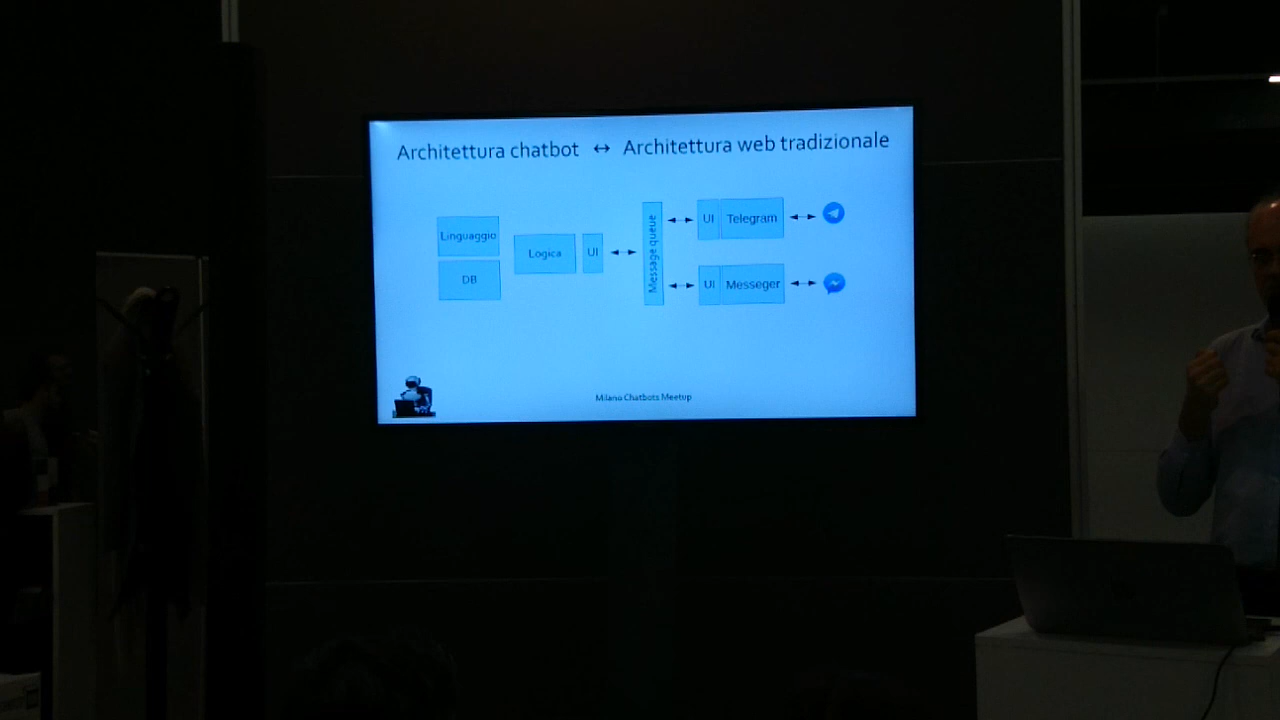 Architettura chatbot ↔ Architettura web tradizionale
Linguaggio
DB
Logica
UI
Message queue
UI
Telegram
UI
Messeger
Milano Chatbots Meetup